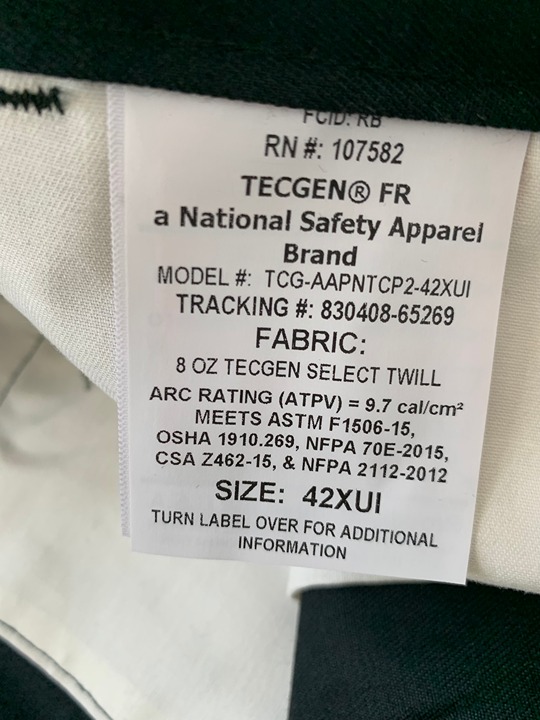 FCID: RB
RN #: 107582
TECGEN® FR
a National Safety Apparel
Brand
MODEL #: TCG-AAPNTCP2-42XUI
TRACKING #: 830408-65269
FABRIC:
8 OZ TECGEN SELECT TWILL
ARC RATING (ATPV) = 9.7 cal/cm²
MEETS ASTM F1506-15,
OSHA 1910.269, NFPA 70E-2015,
CSA Z462-15, & NFPA 2112-2012
SIZE: 42XUI
TURN LABEL OVER FOR ADDITIONAL
INFORMATION